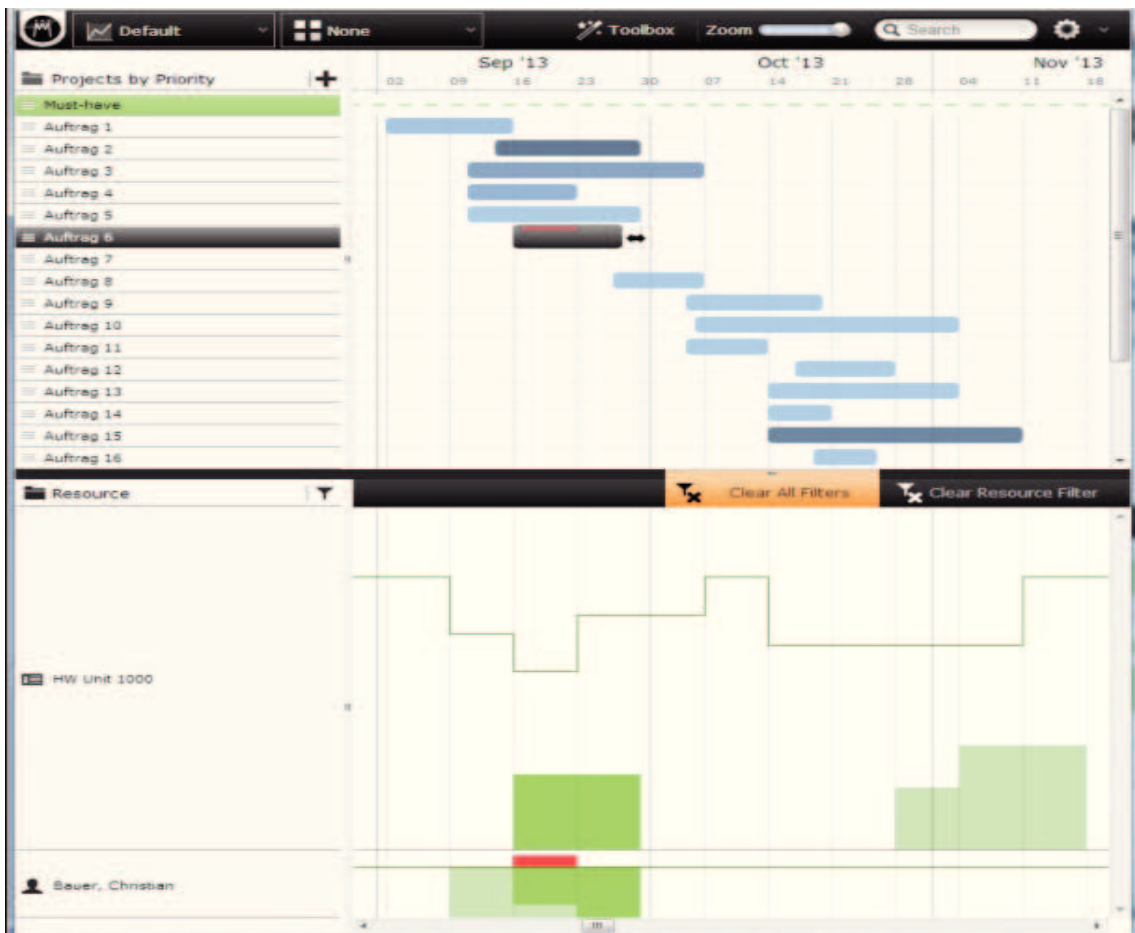 Default None Toolbox Zoom Search
Sep '13 Oct '13 Nov '13
Projects by Priority 02 09 16 23 30 07 14 21 28 04 11 18
Must-have
Auftrag 1
Auftrag 2
Auftrag 3
Auftrag 4
Auftrag 5
Auftrag 6
Auftrag 7
Auftrag 8
Auftrag 9
Auftrag 10
Auftrag 11
Auftrag 12
Auftrag 13
Auftrag 14
Auftrag 15
Auftrag 16
Resource Clear All Filters Clear Resource Filter
HW Unit 1000
Bauer, Christian